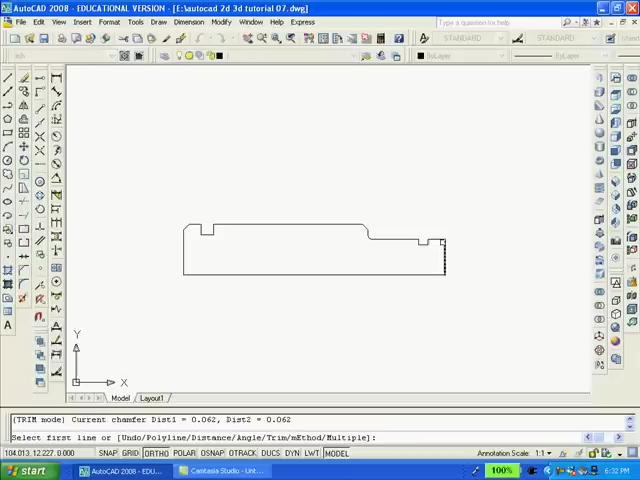 AutoCAD 2008 - EDUCATIONAL VERSION - [E:\autocad 2d 3d tutorial 07.dwg]
File Edit View Insert Format Tools Draw Dimension Modify Window Help Express
Type a question for help
STANDARD
ByLayer
ByLayer
Y
X
Model Layout1
(TRIM mode) Current chamfer Dist1 = 0.062, Dist2 = 0.062
Select first line or [Undo/Polyline/Distance/Angle/Trim/mEthod/Multiple]:
104.013, 12.227, 0.000 SNAP GRID ORTHO POLAR OSNAP OTRACK DUCS DYN LWT MODEL Annotation Scale: 1:1
start AutoCAD 2008 - EDU... Camtasia Studio - Unt... 100% 6:32 PM